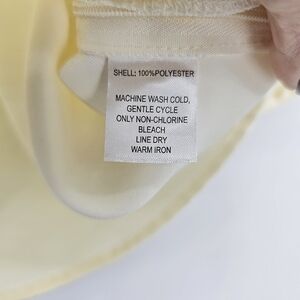 SHELL: 100%POLYESTER
MACHINE WASH COLD,
GENTLE CYCLE
ONLY NON-CHLORINE
BLEACH
LINE DRY
WARM IRON